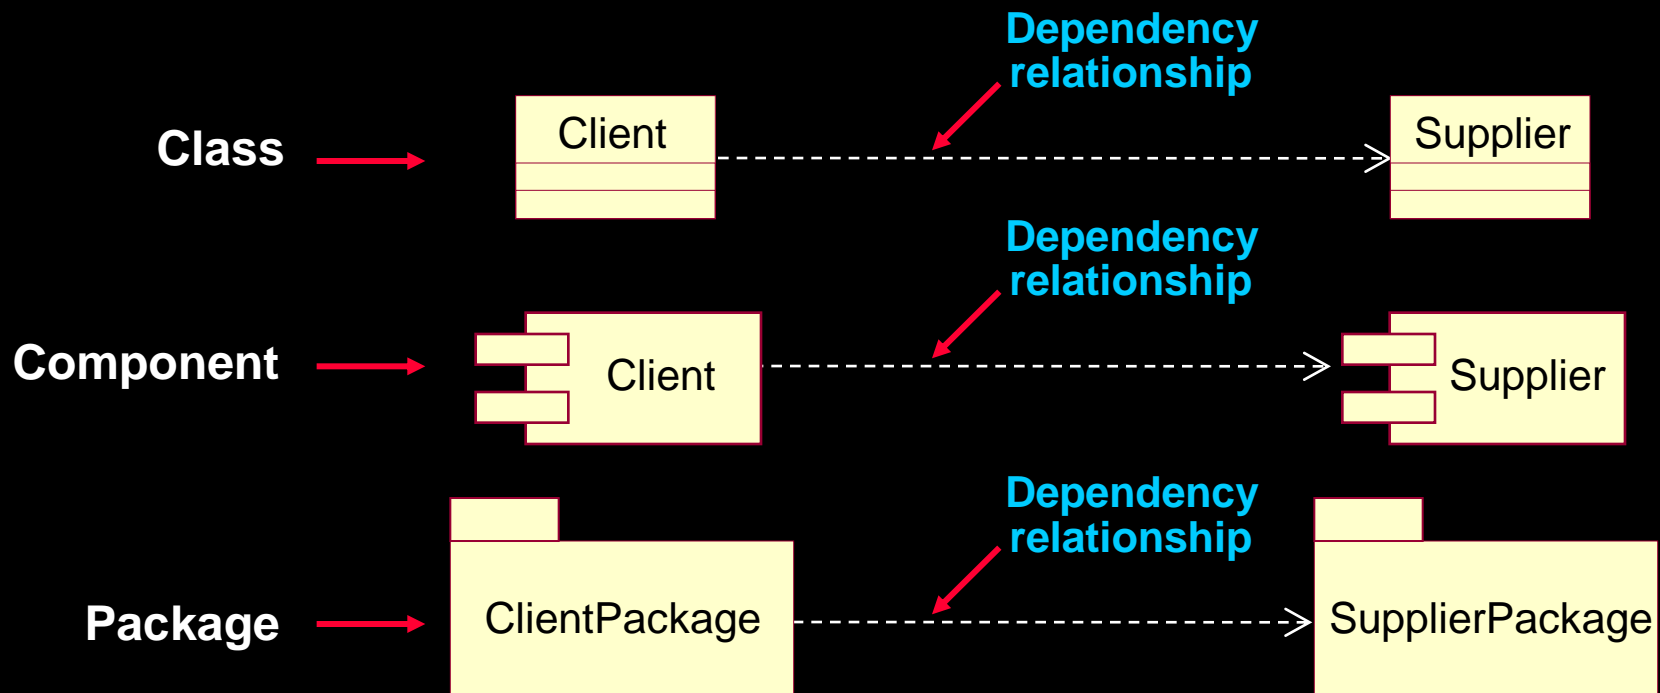 Dependency
relationship
Class
Client
Supplier
Dependency
relationship
Component
Client
Supplier
Dependency
relationship
Package
ClientPackage
SupplierPackage